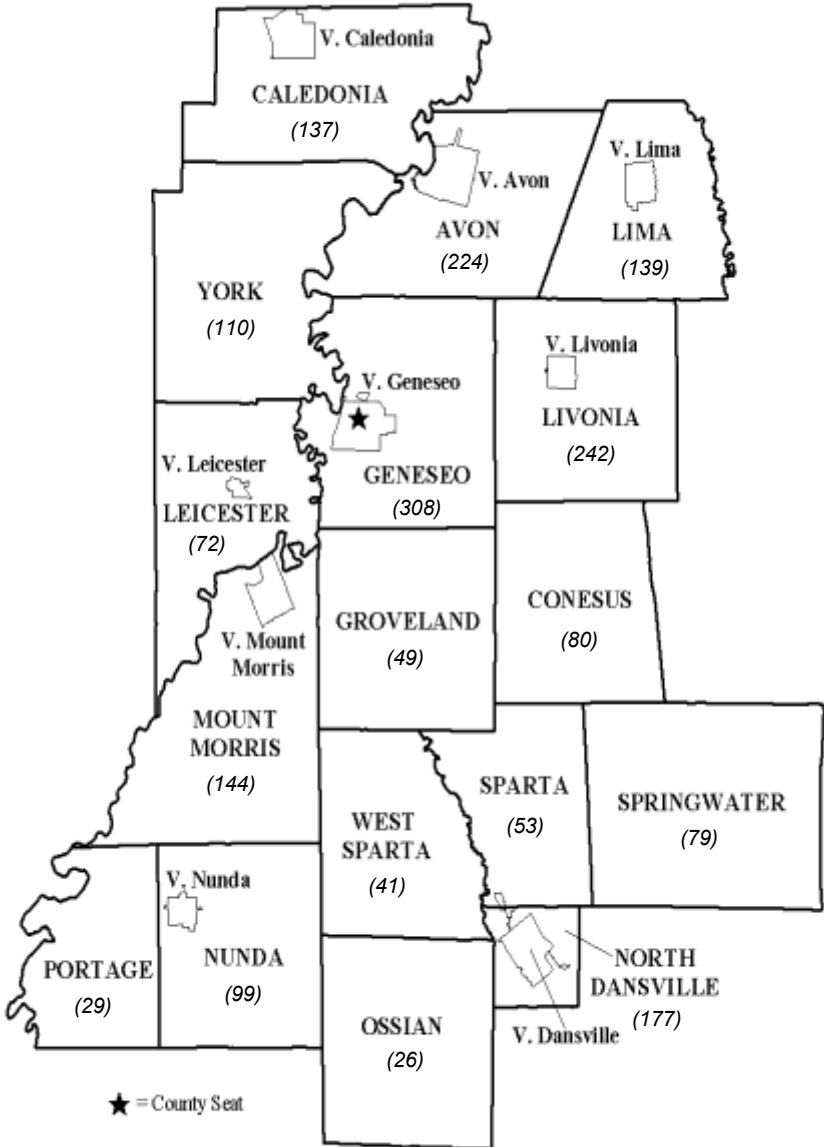 V. Caledonia
CALEDONIA
(137)
V. Avon
AVON
(224)
V. Lima
LIMA
(139)
YORK
(110)
V. Geneseo
GENESEO
(308)
V. Livonia
LIVONIA
(242)
V. Leicester
LEICESTER
(72)
V. Mount
Morris
MOUNT
MORRIS
(144)
GROVELAND
(49)
CONESUS
(80)
WEST
SPARTA
(41)
SPARTA
(53)
SPRINGWATER
(79)
PORTAGE
(29)
V. Nunda
NUNDA
(99)
OSSIAN
(26)
NORTH
DANSVILLE
(177)
V. Dansville
= County Seat